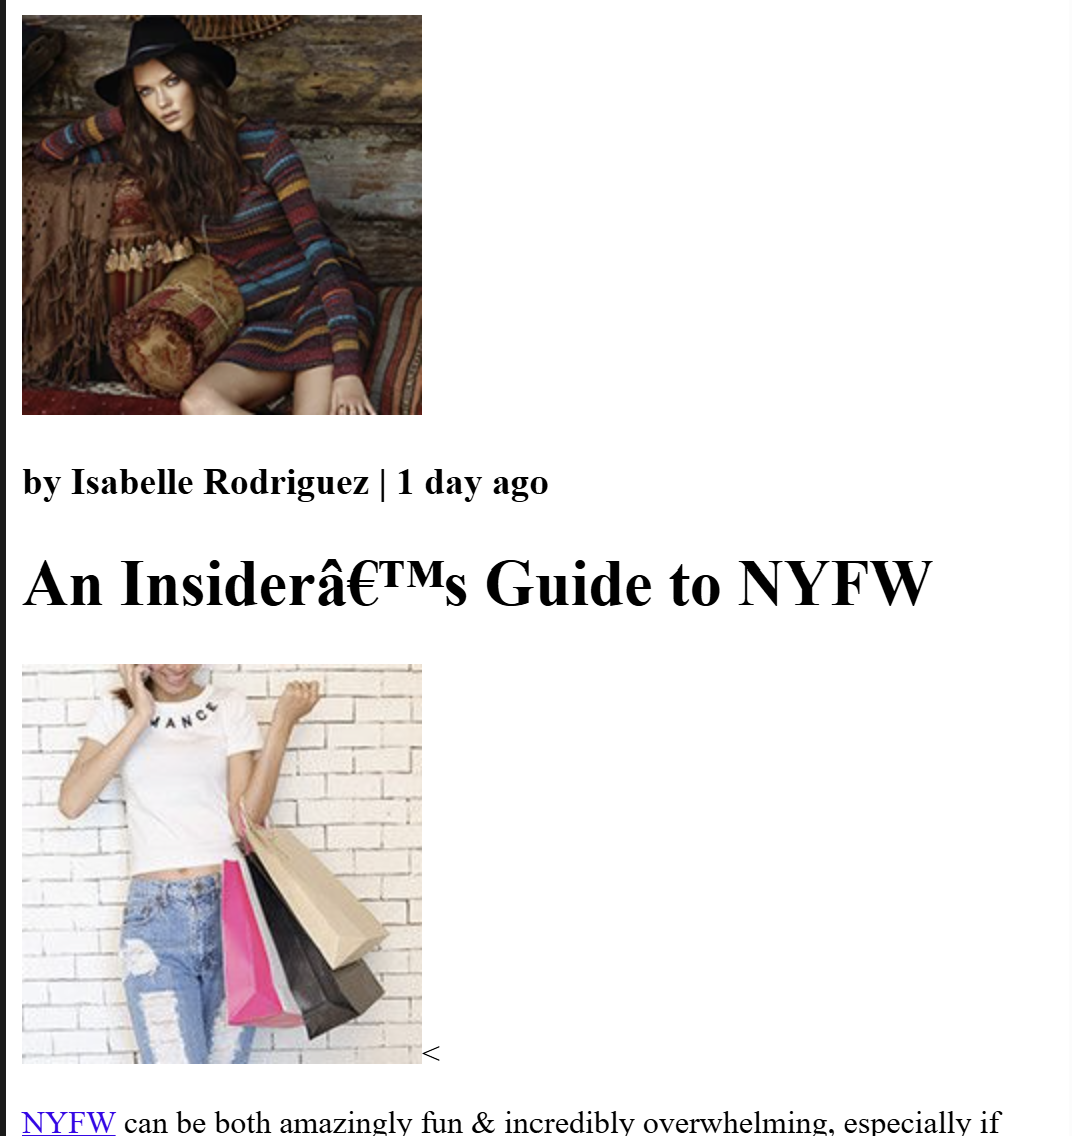 by Isabelle Rodriguez | 1 day ago
An Insiderâ€™s Guide to NYFW
MANCE
<
NYFW can be both amazingly fun & incredibly overwhelming, especially if